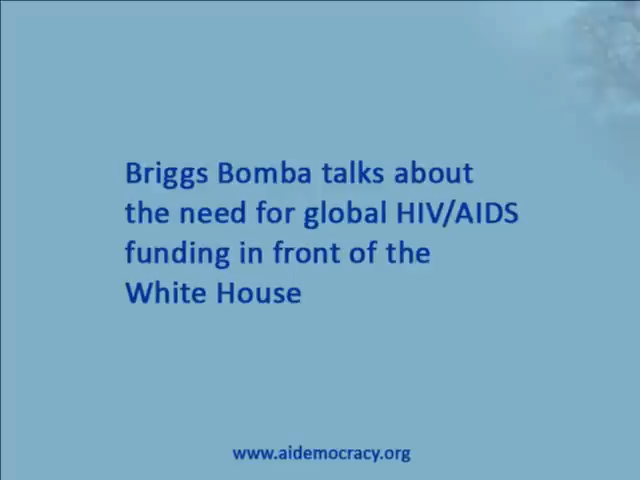 Briggs Bomba talks about
the need for global HIV/AIDS
funding in front of the
White House
www.aidemocracy.org